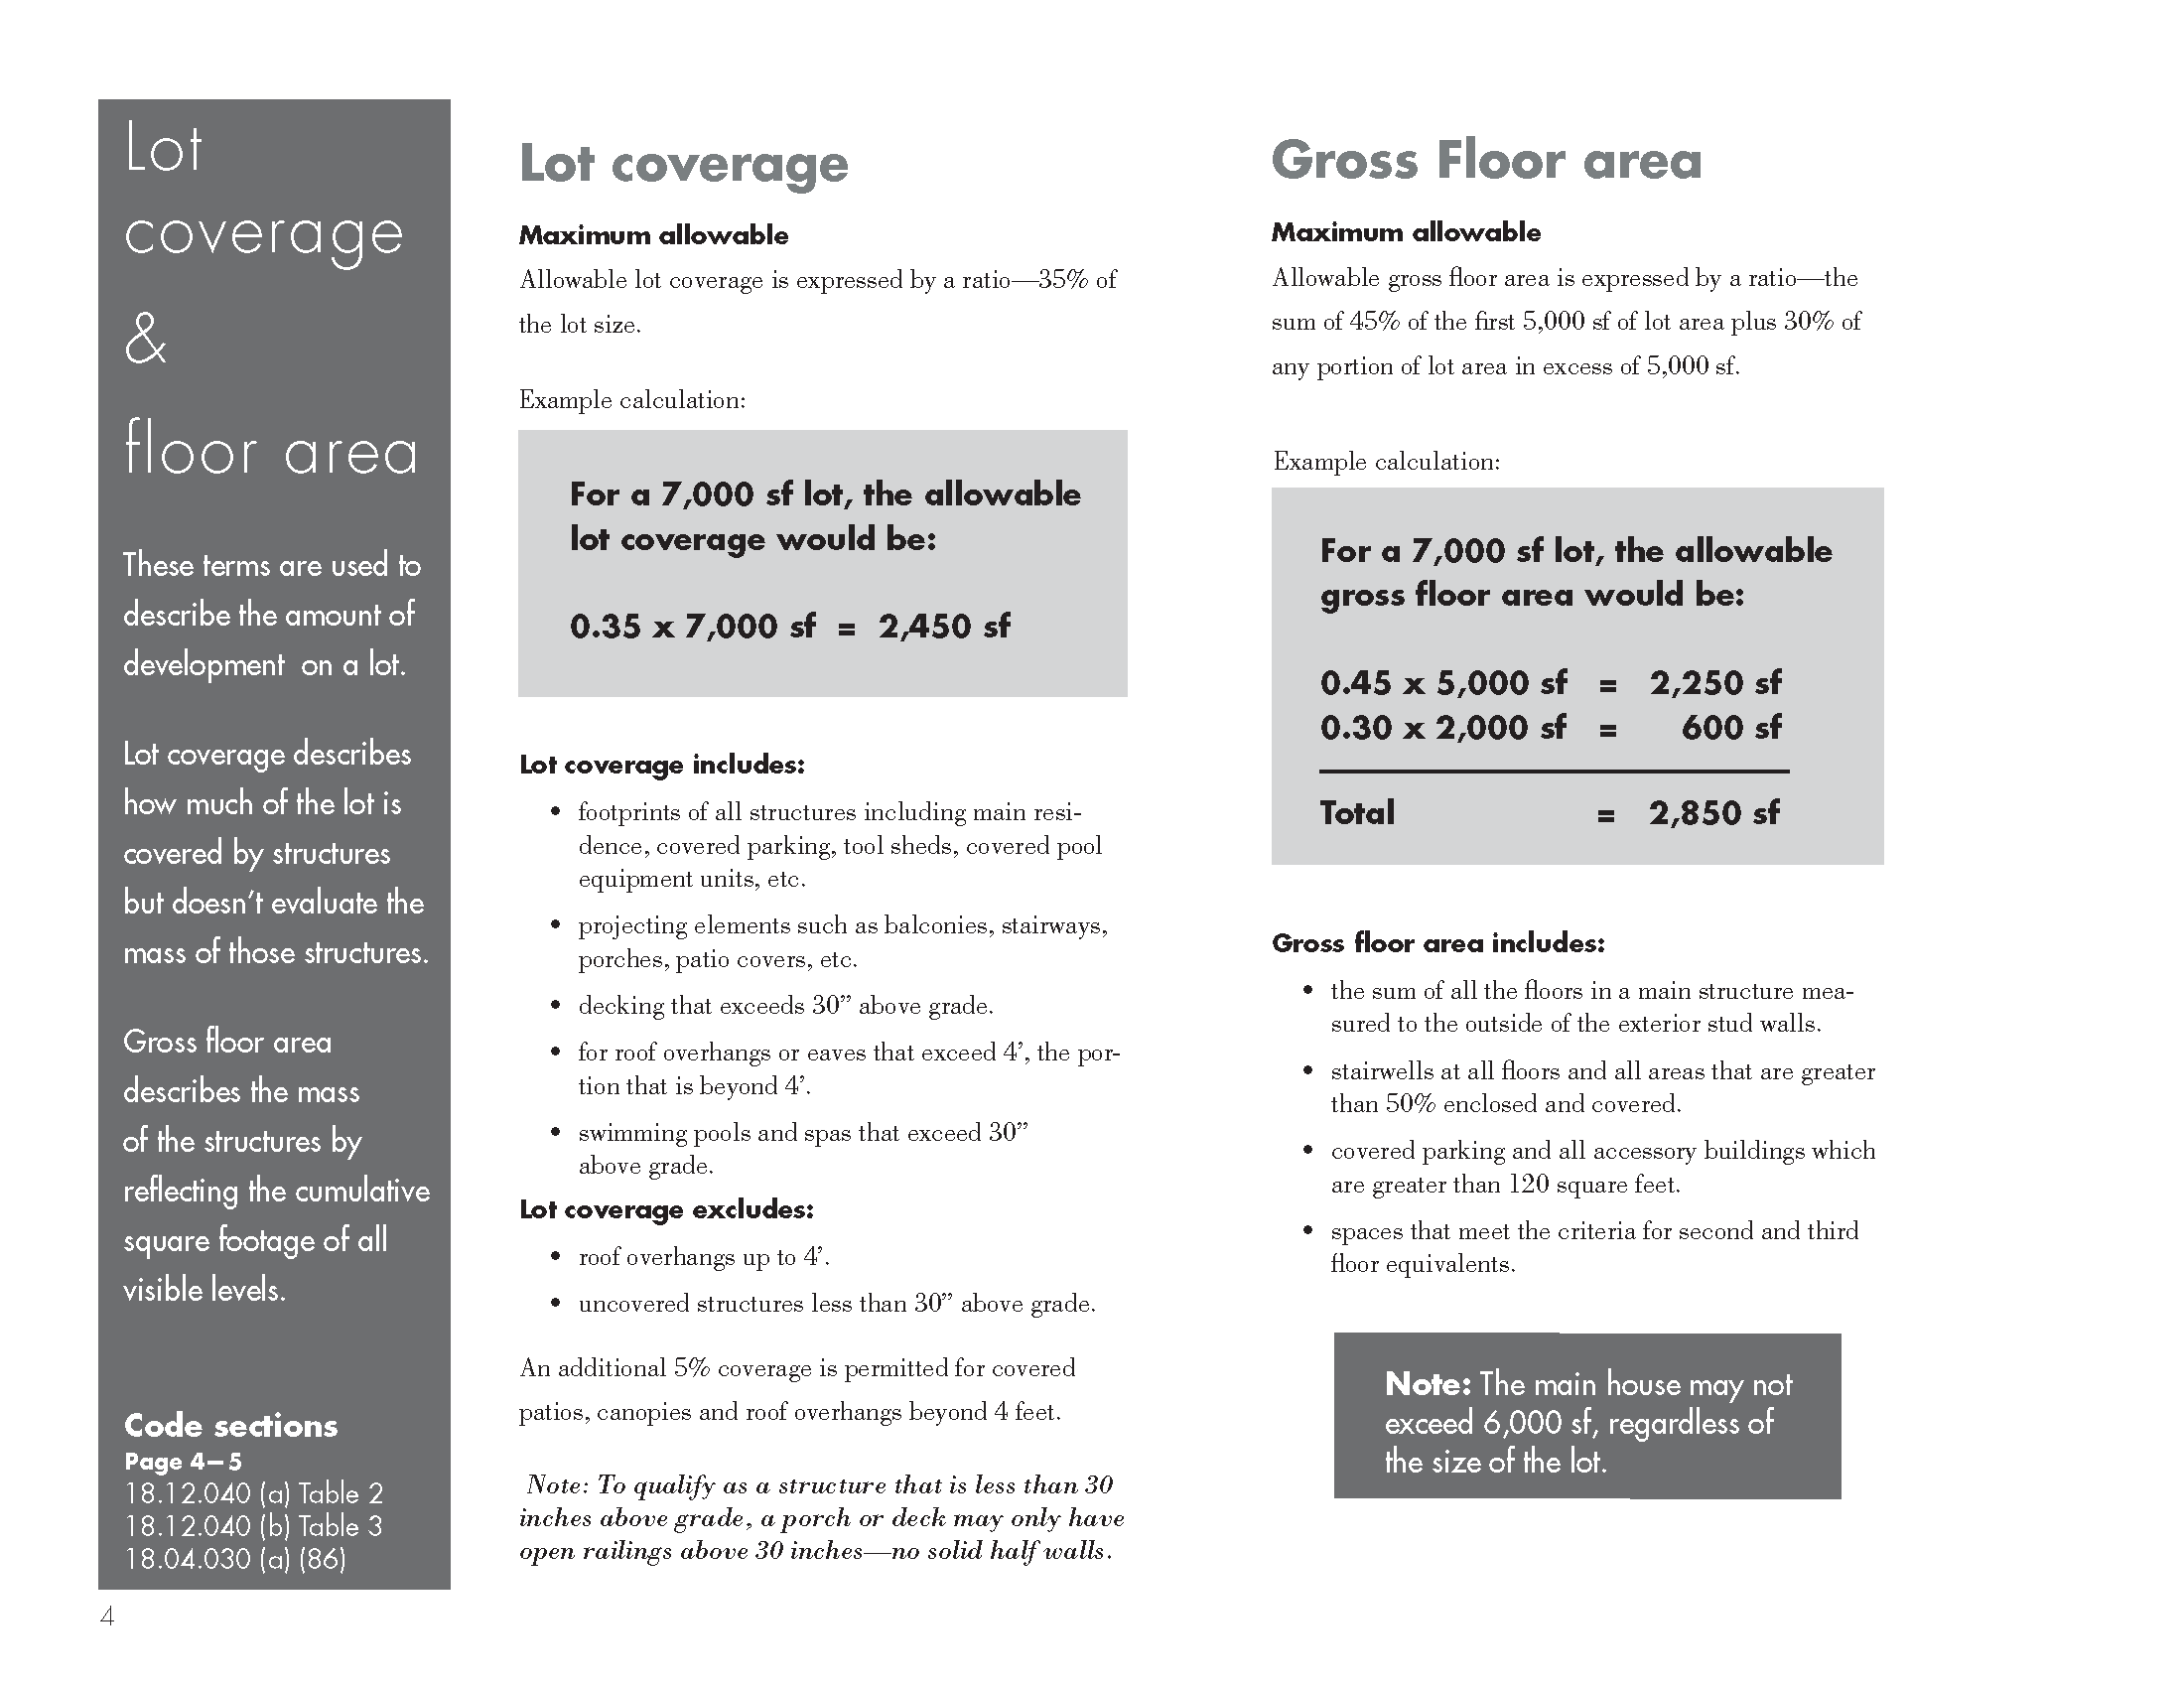 Lot
coverage
&
floor area
These terms are used to
describe the amount of
development on a lot.
Lot coverage describes
how much of the lot is
covered by structures
but doesn’t evaluate the
mass of those structures.
Gross floor area
describes the mass
of the structures by
reflecting the cumulative
square footage of all
visible levels.
Code sections
Page 4—5
18.12.040 (a) Table 2
18.12.040 (b) Table 3
18.04.030 (a) (86)
4
Lot coverage
Maximum allowable
Allowable lot coverage is expressed by a ratio—35% of
the lot size.
Example calculation:
For a 7,000 sf lot, the allowable
lot coverage would be:
0.35 x 7,000 sf = 2,450 sf
Lot coverage includes:
• footprints of all structures including main resi-
dence, covered parking, tool sheds, covered pool
equipment units, etc.
• projecting elements such as balconies, stairways,
porches, patio covers, etc.
• decking that exceeds 30” above grade.
• for roof overhangs or eaves that exceed 4’, the por-
tion that is beyond 4’.
• swimming pools and spas that exceed 30”
above grade.
Lot coverage excludes:
• roof overhangs up to 4’.
• uncovered structures less than 30” above grade.
An additional 5% coverage is permitted for covered
patios, canopies and roof overhangs beyond 4 feet.
Note: To qualify as a structure that is less than 30
inches above grade, a porch or deck may only have
open railings above 30 inches—no solid half walls.
Gross Floor area
Maximum allowable
Allowable gross floor area is expressed by a ratio—the
sum of 45% of the first 5,000 sf of lot area plus 30% of
any portion of lot area in excess of 5,000 sf.
Example calculation:
For a 7,000 sf lot, the allowable
gross floor area would be:
0.45 x 5,000 sf = 2,250 sf
0.30 x 2,000 sf = 600 sf
Total = 2,850 sf
Gross floor area includes:
• the sum of all the floors in a main structure mea-
sured to the outside of the exterior stud walls.
• stairwells at all floors and all areas that are greater
than 50% enclosed and covered.
• covered parking and all accessory buildings which
are greater than 120 square feet.
• spaces that meet the criteria for second and third
floor equivalents.
Note: The main house may not
exceed 6,000 sf, regardless of
the size of the lot.